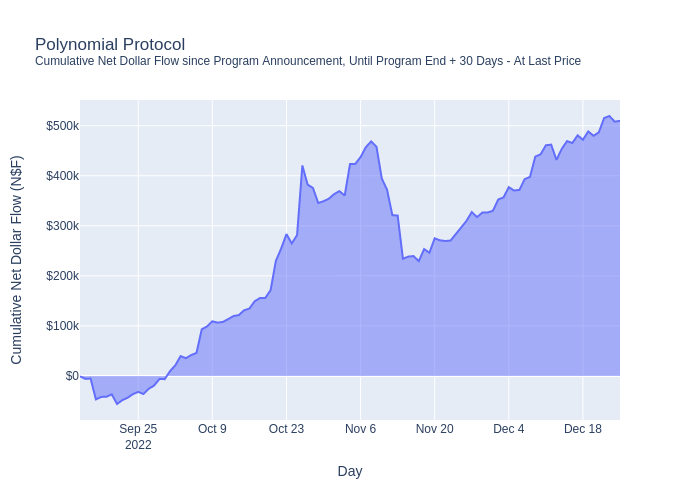 Polynomial Protocol
Cumulative Net Dollar Flow since Program Announcement, Until Program End + 30 Days - At Last Price
Cumulative Net Dollar Flow (N$F)
$500k
$400k
$300k
$200k
$100k
$0
Sep 25
2022
Oct 9
Oct 23
Nov 6
Nov 20
Dec 4
Dec 18
Day